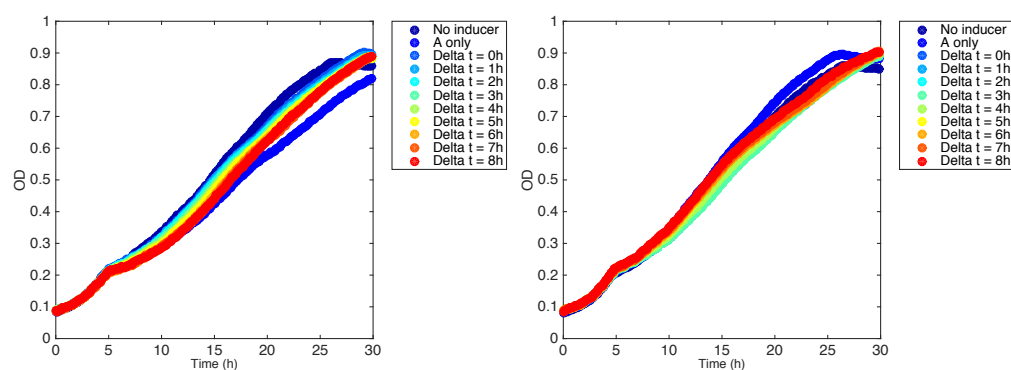 OD
1
0.9
0.8
0.7
0.6
0.5
0.4
0.3
0.2
0.1
0
0
5
10
15
20
25
30
Time (h)
No inducer
A only
Delta t = 0h
Delta t = 1h
Delta t = 2h
Delta t = 3h
Delta t = 4h
Delta t = 5h
Delta t = 6h
Delta t = 7h
Delta t = 8h
OD
1
0.9
0.8
0.7
0.6
0.5
0.4
0.3
0.2
0.1
0
0
5
10
15
20
25
30
Time (h)
No inducer
A only
Delta t = 0h
Delta t = 1h
Delta t = 2h
Delta t = 3h
Delta t = 4h
Delta t = 5h
Delta t = 6h
Delta t = 7h
Delta t = 8h